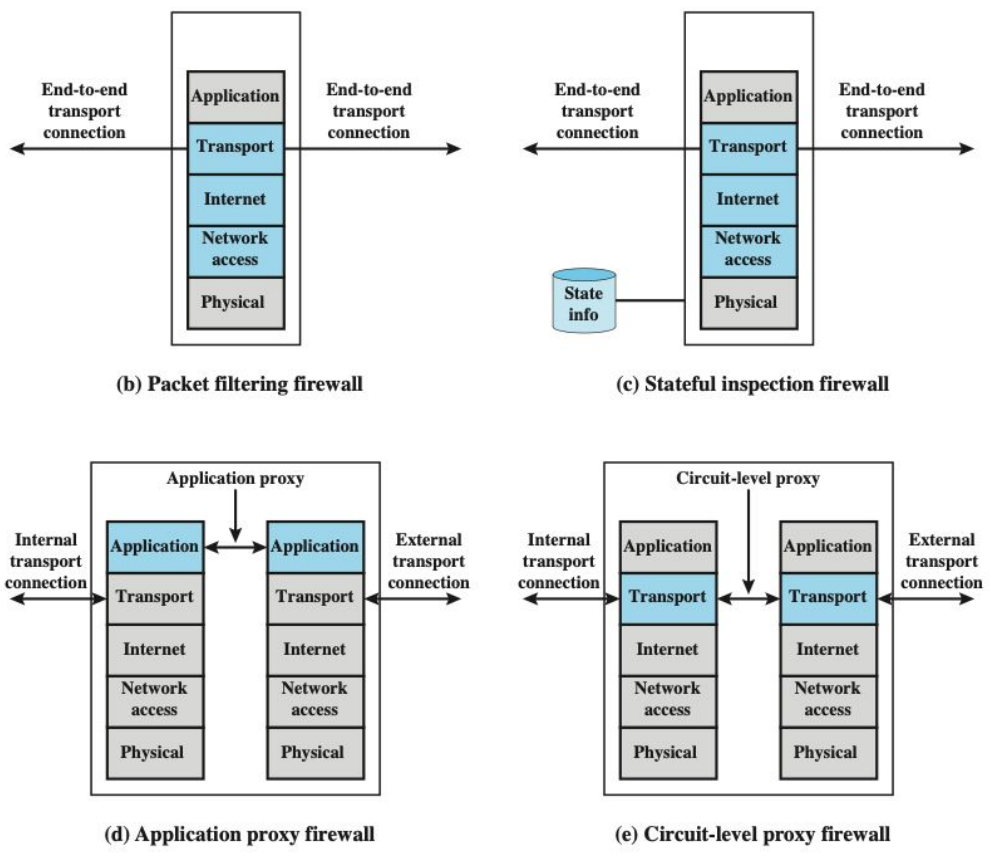 End-to-end
transport
connection
Application
Transport
Internet
Network
access
Physical
End-to-end
transport
connection
(b) Packet filtering firewall
End-to-end
transport
connection
Application
Transport
Internet
Network
access
Physical
End-to-end
transport
connection
State
info
(c) Stateful inspection firewall
Application proxy
Internal
transport
connection
Application
Transport
Internet
Network
access
Physical
Application
Transport
Internet
Network
access
Physical
External
transport
connection
(d) Application proxy firewall
Circuit-level proxy
Internal
transport
connection
Application
Transport
Internet
Network
access
Physical
Application
Transport
Internet
Network
access
Physical
External
transport
connection
(e) Circuit-level proxy firewall